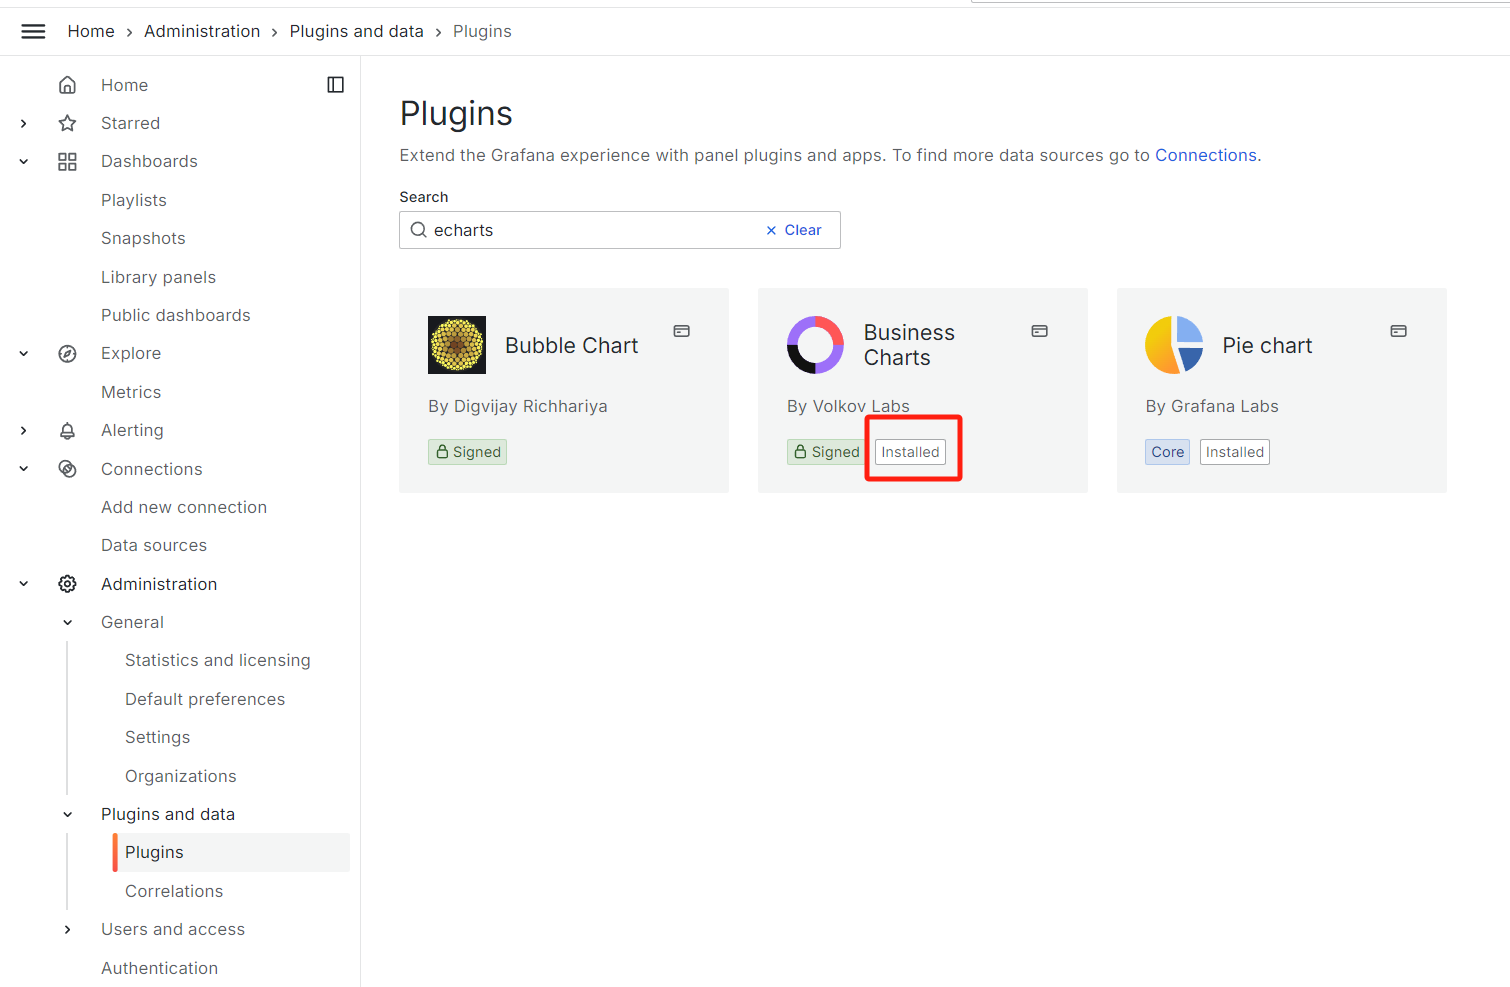 Home › Administration › Plugins and data › Plugins
Home
Starred
Dashboards
Playlists
Snapshots
Library panels
Public dashboards
Explore
Metrics
Alerting
Connections
Add new connection
Data sources
Administration
General
Statistics and licensing
Default preferences
Settings
Organizations
Plugins and data
Plugins
Correlations
Users and access
Authentication
Plugins
Extend the Grafana experience with panel plugins and apps. To find more data sources go to Connections.
Search
echarts × Clear
Bubble Chart
By Digvijay Richhariya
Signed
Business
Charts
By Volkov Labs
Signed Installed
Pie chart
By Grafana Labs
Core Installed